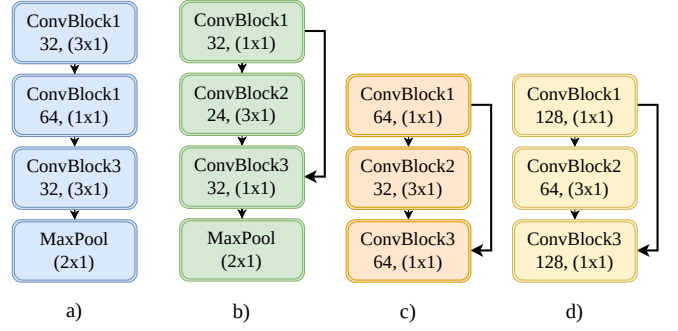 ConvBlock1
32, (3x1)
ConvBlock1
64, (1x1)
ConvBlock3
32, (3x1)
MaxPool
(2x1)
a)
ConvBlock1
32, (1x1)
ConvBlock2
24, (3x1)
ConvBlock3
32, (1x1)
MaxPool
(2x1)
b)
ConvBlock1
64, (1x1)
ConvBlock2
32, (3x1)
ConvBlock3
64, (1x1)
c)
ConvBlock1
128, (1x1)
ConvBlock2
64, (3x1)
ConvBlock3
128, (1x1)
d)